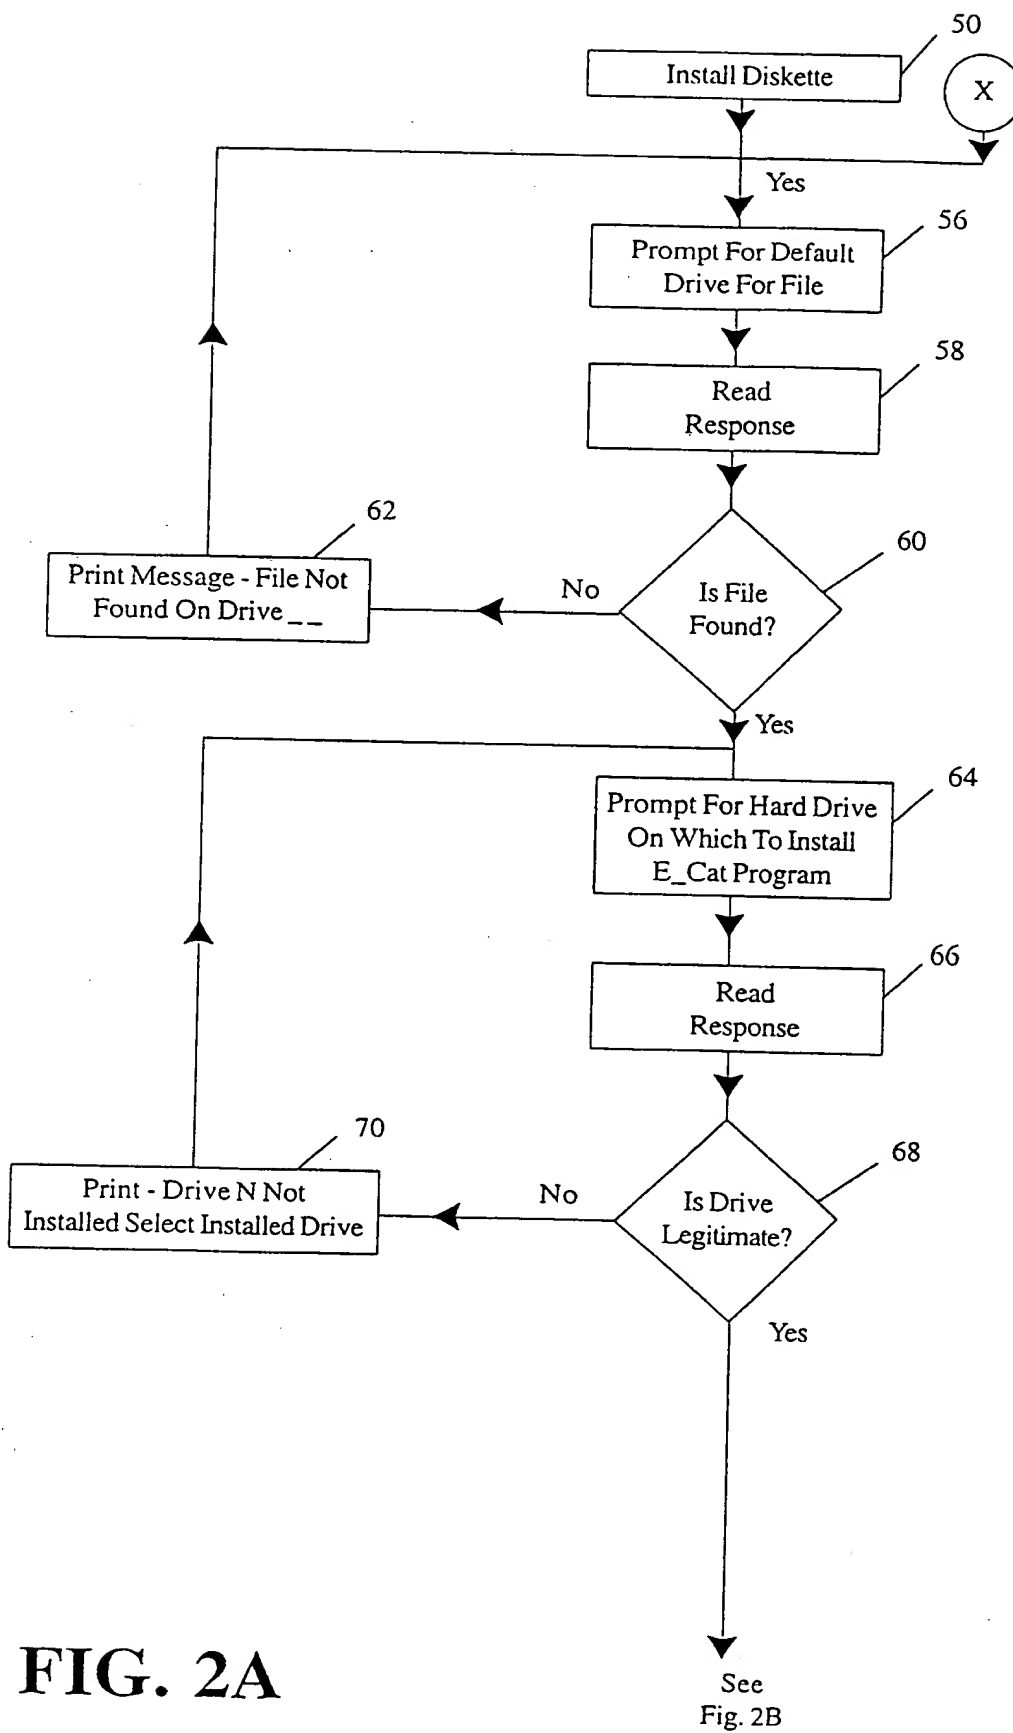 50
Install Diskette
X
Yes
56
Prompt For Default
Drive For File
58
Read
Response
62
Print Message - File Not
Found On Drive _ _
No
60
Is File
Found?
Yes
64
Prompt For Hard Drive
On Which To Install
E_Cat Program
66
Read
Response
70
Print - Drive N Not
Installed Select Installed Drive
No
68
Is Drive
Legitimate?
Yes
FIG. 2A
See
Fig. 2B